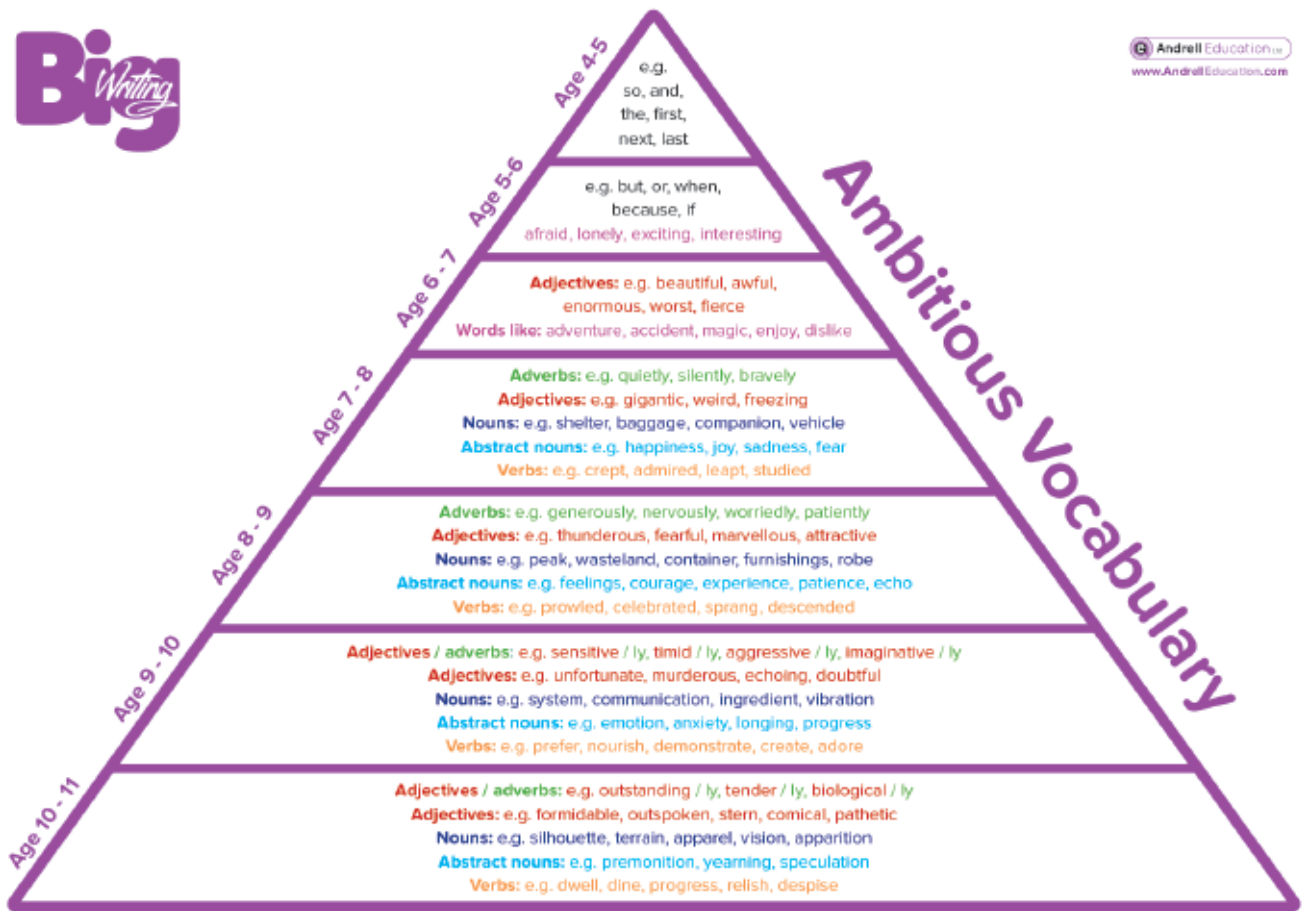 Big
Writing
Andrell Education Ltd
www.AndrellEducation.com
Ambitious Vocabulary
Age 4-5
e.g.
so, and,
the, first,
next, last
Age 5-6
e.g. but, or, when,
because, if
afraid, lonely, exciting, interesting
Age 6 - 7
Adjectives: e.g. beautiful, awful,
enormous, worst, fierce
Words like: adventure, accident, magic, enjoy, dislike
Age 7 - 8
Adverbs: e.g. quietly, silently, bravely
Adjectives: e.g. gigantic, weird, freezing
Nouns: e.g. shelter, baggage, companion, vehicle
Abstract nouns: e.g. happiness, joy, sadness, fear
Verbs: e.g. crept, admired, leapt, studied
Age 8 - 9
Adverbs: e.g. generously, nervously, worriedly, patiently
Adjectives: e.g. thunderous, fearful, marvellous, attractive
Nouns: e.g. peak, wasteland, container, furnishings, robe
Abstract nouns: e.g. feelings, courage, experience, patience, echo
Verbs: e.g. prowled, celebrated, sprang, descended
Age 9 - 10
Adjectives / adverbs: e.g. sensitive / ly, timid / ly, aggressive / ly, imaginative / ly
Adjectives: e.g. unfortunate, murderous, echoing, doubtful
Nouns: e.g. system, communication, ingredient, vibration
Abstract nouns: e.g. emotion, anxiety, longing, progress
Verbs: e.g. prefer, nourish, demonstrate, create, adore
Age 10 - 11
Adjectives / adverbs: e.g. outstanding / ly, tender / ly, biological / ly
Adjectives: e.g. formidable, outspoken, stern, comical, pathetic
Nouns: e.g. silhouette, terrain, apparel, vision, apparition
Abstract nouns: e.g. premonition, yearning, speculation
Verbs: e.g. dwell, dine, progress, relish, despise